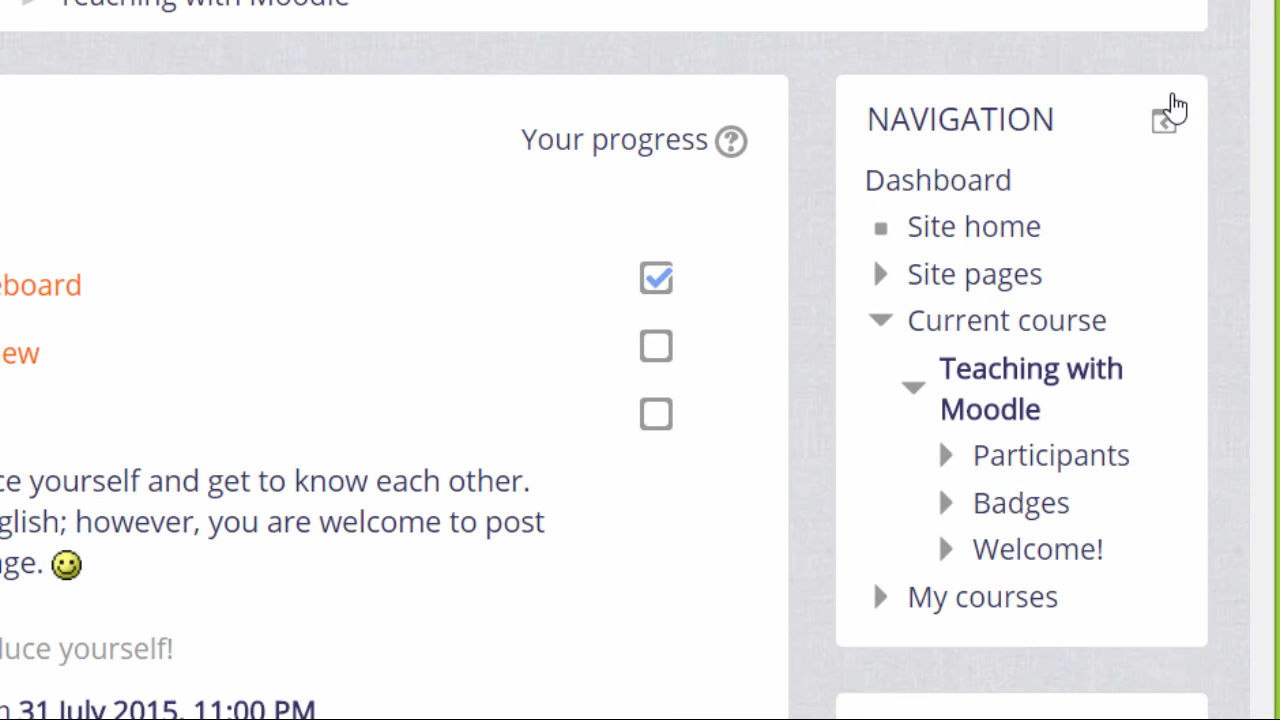 Teaching with Moodle
Your progress
eboard
ew
ce yourself and get to know each other.
glish; however, you are welcome to post
ge.
duce yourself!
31 July 2015, 11:00 PM
NAVIGATION
Dashboard
Site home
Site pages
Current course
Teaching with
Moodle
Participants
Badges
Welcome!
My courses